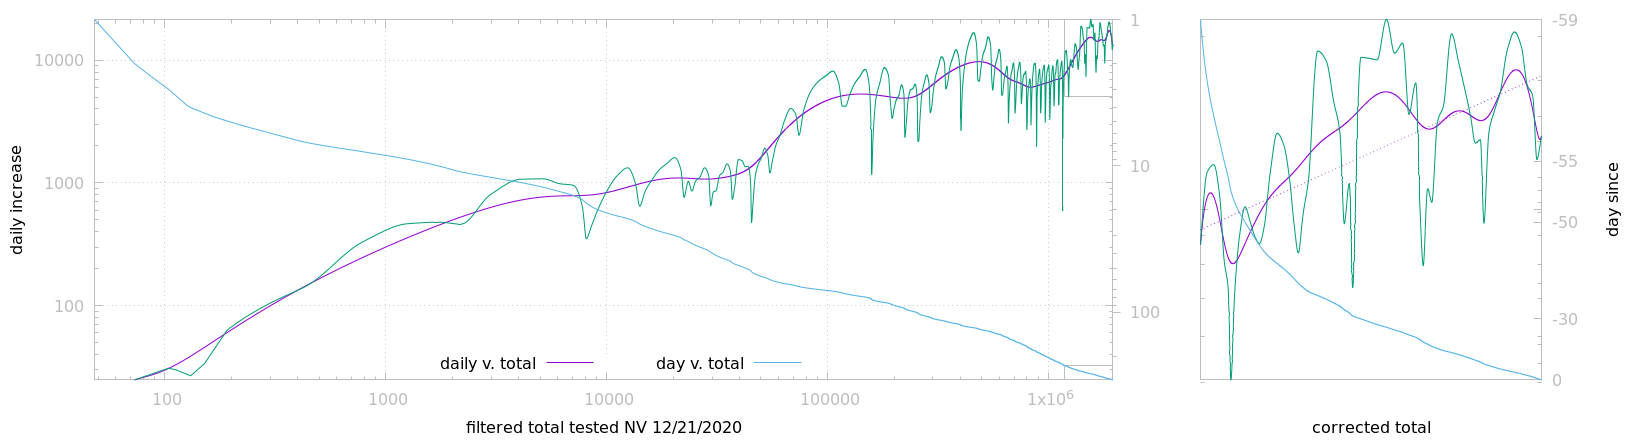 10000
1000
100
daily increase
100
1000
10000
100000
1x10^6
1
10
100
daily v. total
day v. total
filtered total tested NV 12/21/2020
-59
-55
-50
-30
0
day since
corrected total